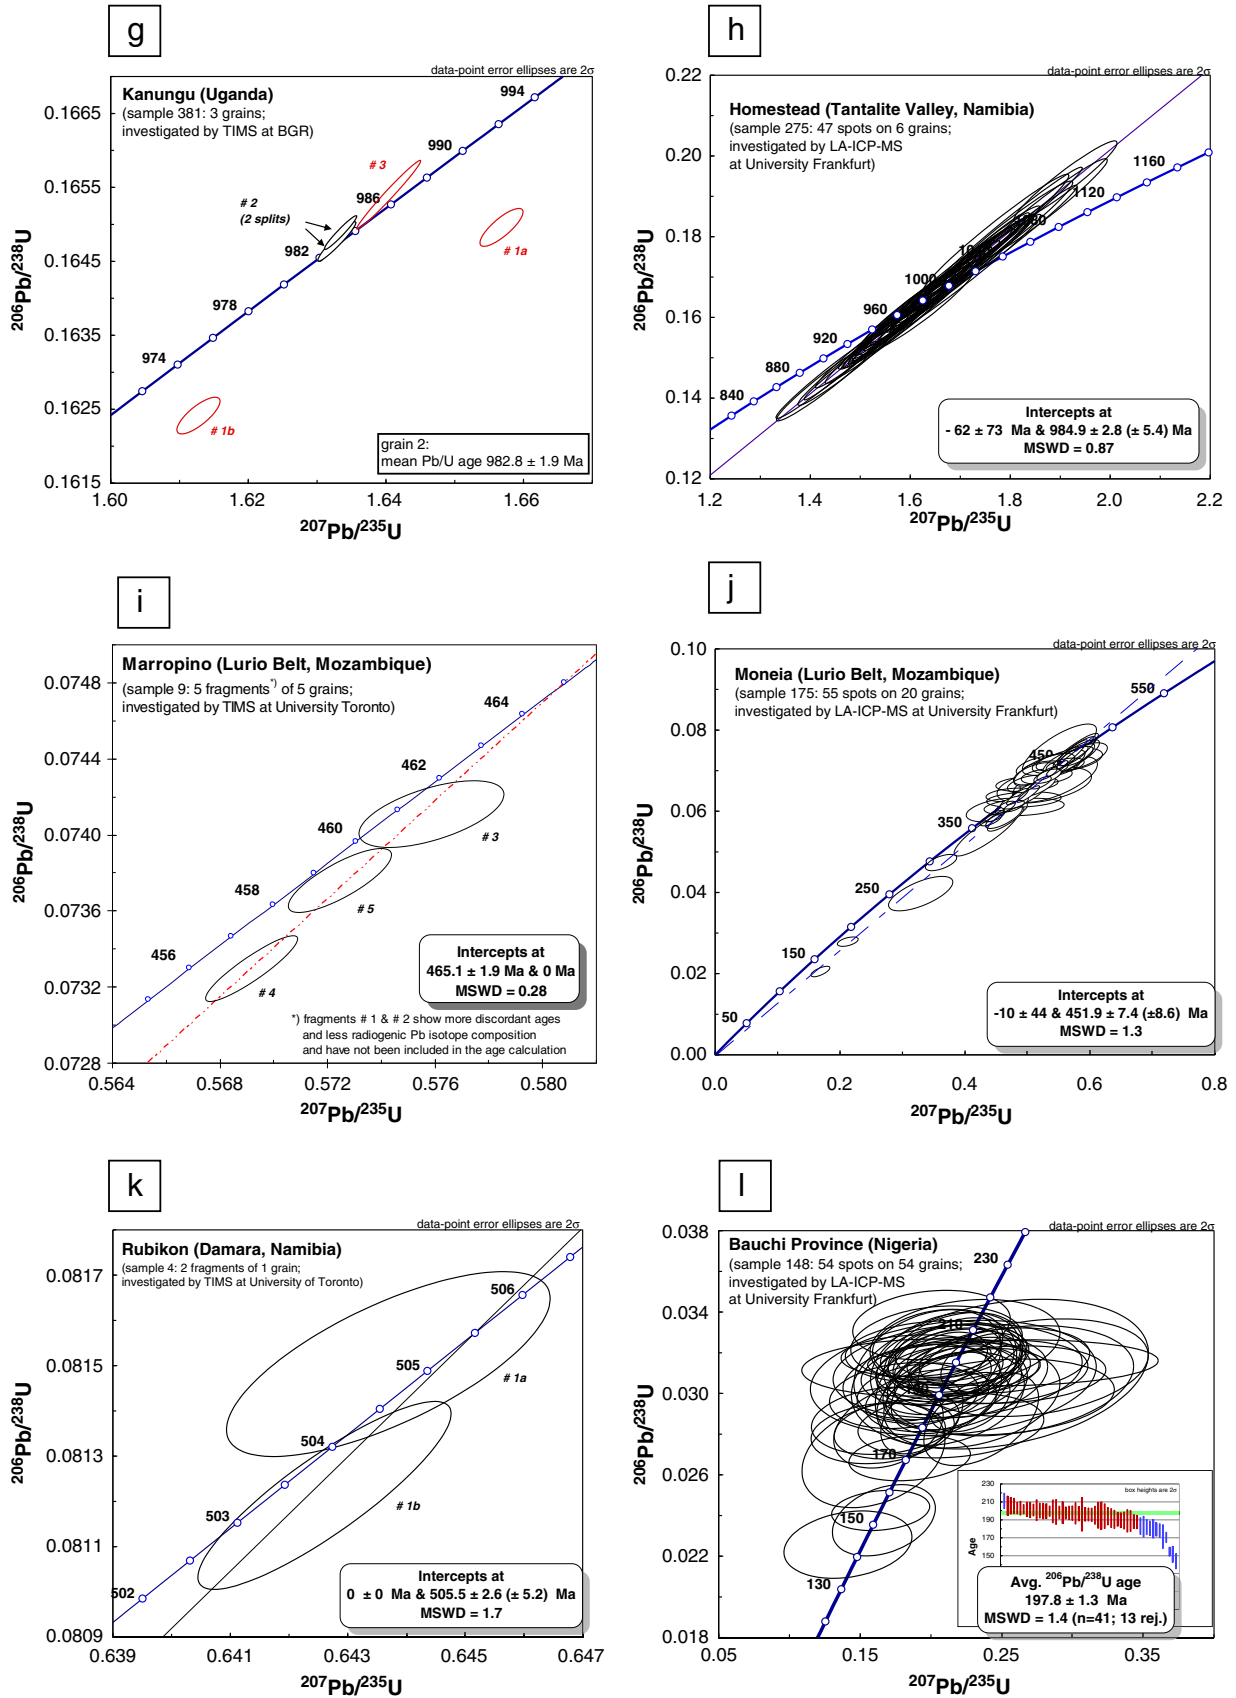 g
data-point error ellipses are 2σ
Kanungu (Uganda)
(sample 381: 3 grains;
investigated by TIMS at BGR)
994
990
# 3
986
# 2
(2 splits)
982
# 1a
978
974
# 1b
grain 2:
mean Pb/U age 982.8 ± 1.9 Ma
0.1665
0.1655
0.1645
0.1635
0.1625
0.1615
1.60
1.62
1.64
1.66
206Pb/238U
207Pb/235U
h
data-point error ellipses are 2σ
Homestead (Tantalite Valley, Namibia)
(sample 275: 47 spots on 6 grains;
investigated by LA-ICP-MS
at University Frankfurt)
1160
1120
1000
960
920
880
840
Intercepts at
- 62 ± 73 Ma & 984.9 ± 2.8 (± 5.4) Ma
MSWD = 0.87
0.22
0.20
0.18
0.16
0.14
0.12
1.2
1.4
1.6
1.8
2.0
2.2
206Pb/238U
207Pb/235U
i
Marropino (Lurio Belt, Mozambique)
(sample 9: 5 fragments*) of 5 grains;
investigated by TIMS at University Toronto)
464
462
460
# 3
458
# 5
456
# 4
Intercepts at
465.1 ± 1.9 Ma & 0 Ma
MSWD = 0.28
*) fragments # 1 & # 2 show more discordant ages
and less radiogenic Pb isotope composition
and have not been included in the age calculation
0.0748
0.0744
0.0740
0.0736
0.0732
0.0728
0.564
0.568
0.572
0.576
0.580
206Pb/238U
207Pb/235U
j
data-point error ellipses are 2σ
Moneia (Lurio Belt, Mozambique)
(sample 175: 55 spots on 20 grains;
investigated by LA-ICP-MS at University Frankfurt)
550
450
350
250
150
50
Intercepts at
-10 ± 44 & 451.9 ± 7.4 (±8.6) Ma
MSWD = 1.3
0.10
0.08
0.06
0.04
0.02
0.00
0.0
0.2
0.4
0.6
0.8
206Pb/238U
207Pb/235U
k
data-point error ellipses are 2σ
Rubikon (Damara, Namibia)
(sample 4: 2 fragments of 1 grain;
investigated by TIMS at University of Toronto)
506
505
# 1a
504
# 1b
503
502
Intercepts at
0 ± 0 Ma & 505.5 ± 2.6 (± 5.2) Ma
MSWD = 1.7
0.0817
0.0815
0.0813
0.0811
0.0809
0.639
0.641
0.643
0.645
0.647
206Pb/238U
207Pb/235U
l
data-point error ellipses are 2σ
Bauchi Province (Nigeria)
(sample 148: 54 spots on 54 grains;
investigated by LA-ICP-MS
at University Frankfurt)
230
210
170
150
130
box heights are 2σ
230
210
190
170
150
Age
Avg. 206Pb/238U age
197.8 ± 1.3 Ma
MSWD = 1.4 (n=41; 13 rej.)
0.038
0.034
0.030
0.026
0.022
0.018
0.05
0.15
0.25
0.35
206Pb/238U
207Pb/235U